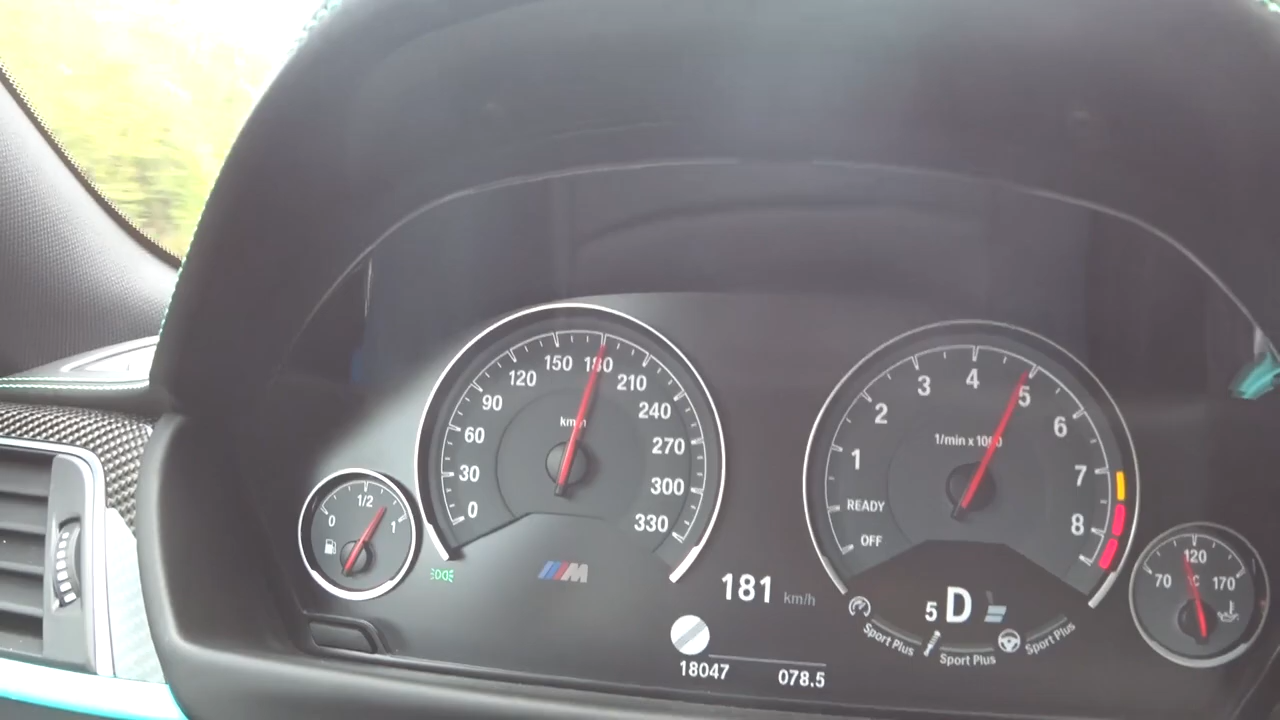 0
30
60
90
120
150
180
210
240
270
300
330
km/h
0
1/2
1
M
181 km/h
18047
078.5
OFF
READY
1
2
3
4
5
6
7
8
1/min x 1000
5 D
Sport Plus
Sport Plus
Sport Plus
70
120
170
°C